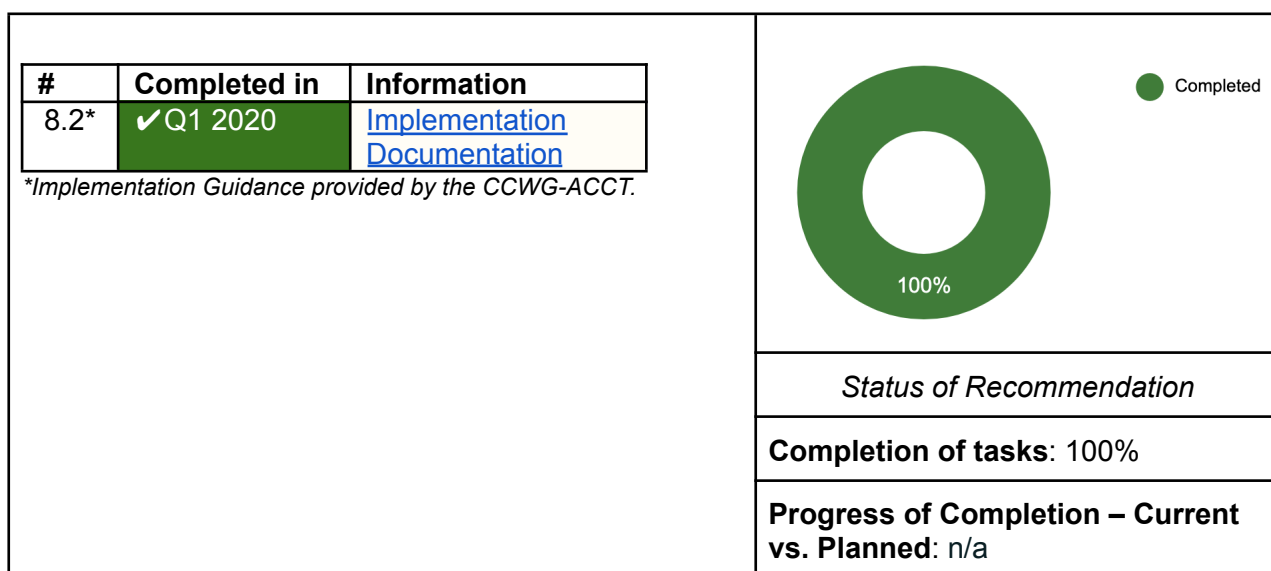 # Completed in Information
8.2* ✔Q1 2020 Implementation
Documentation
*Implementation Guidance provided by the CCWG-ACCT.
Completed
100%
Status of Recommendation
Completion of tasks: 100%
Progress of Completion – Current
vs. Planned: n/a